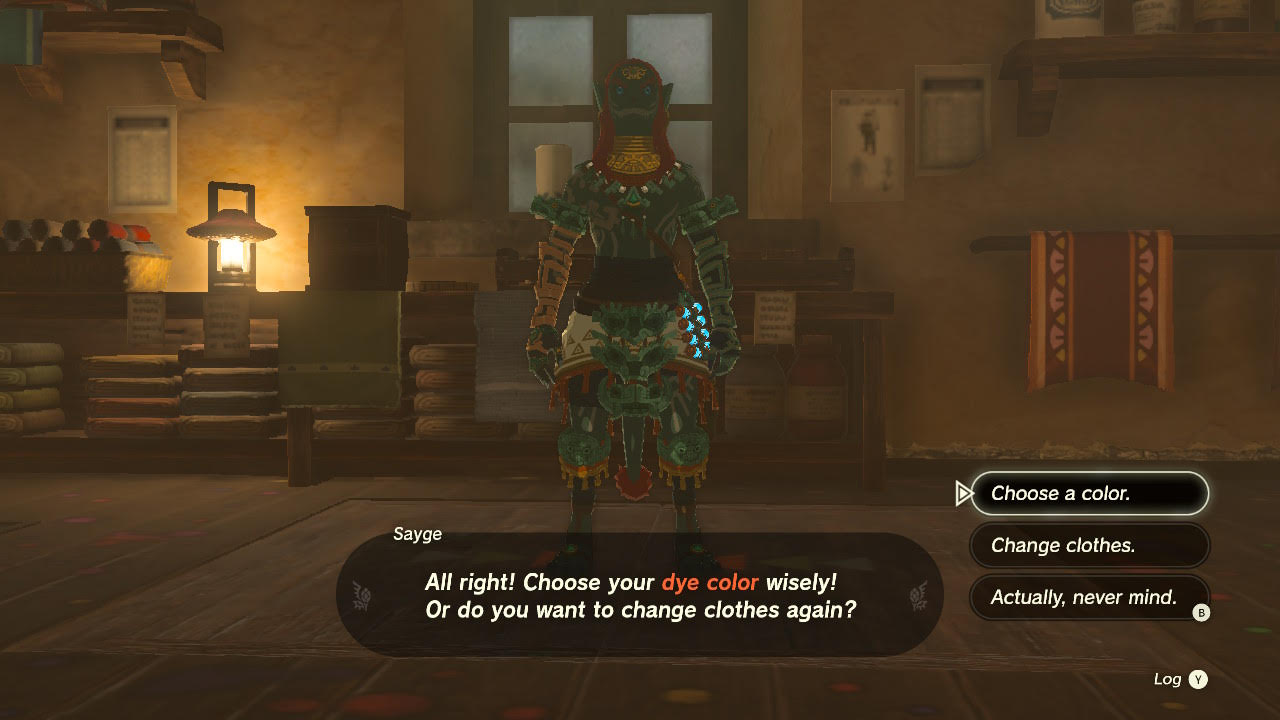 Choose a color.
Sayge
Change clothes.
All right! Choose your dye color wisely!
Or do you want to change clothes again?
Actually, never mind.
B
Log Y